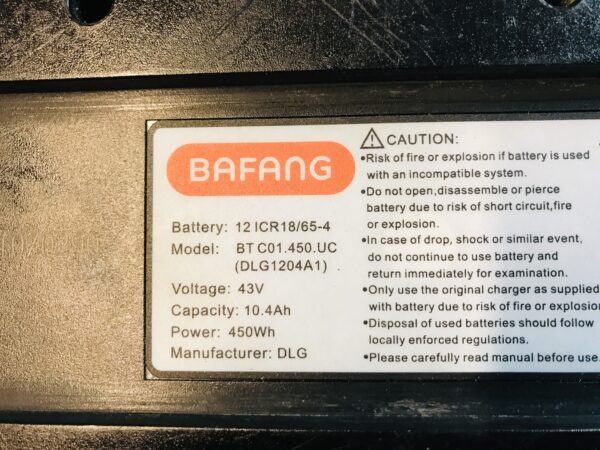 BAFANG
Battery: 12 ICR18/65-4
Model: BT C01.450.UC
(DLG1204A1)
Voltage: 43V
Capacity: 10.4Ah
Power: 450Wh
Manufacturer: DLG
CAUTION:
•Risk of fire or explosion if battery is used
with an incompatible system.
•Do not open,disassemble or pierce
battery due to risk of short circuit,fire
or explosion.
•In case of drop, shock or similar event,
do not continue to use battery and
return immediately for examination.
•Only use the original charger as supplied
with battery due to risk of fire or explosion
•Disposal of used batteries should follow
locally enforced regulations.
•Please carefully read manual before use.